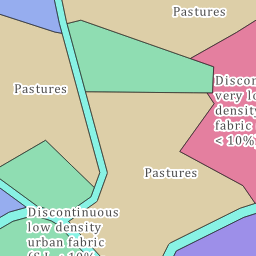 Pastures
Pastures
Discon
very lo
density
fabric
< 10%
Pastures
Discontinuous
low density
urban fabric